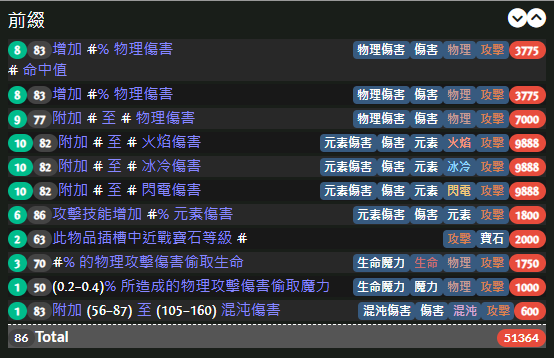 前綴
8 83 增加 #% 物理傷害 物理傷害 傷害 物理 攻擊 3775
# 命中值
8 83 增加 #% 物理傷害 物理傷害 傷害 物理 攻擊 3775
9 77 附加 # 至 # 物理傷害 物理傷害 傷害 物理 攻擊 7000
10 82 附加 # 至 # 火焰傷害 元素傷害 傷害 元素 火焰 攻擊 9888
10 82 附加 # 至 # 冰冷傷害 元素傷害 傷害 元素 冰冷 攻擊 9888
10 82 附加 # 至 # 閃電傷害 元素傷害 傷害 元素 閃電 攻擊 9888
6 86 攻擊技能增加 #% 元素傷害 元素傷害 傷害 元素 攻擊 1800
2 63 此物品插槽中近戰寶石等級 # 攻擊 寶石 2000
3 70 #% 的物理攻擊傷害偷取生命 生命魔力 生命 物理 攻擊 1750
1 50 (0.2–0.4)% 所造成的物理攻擊傷害偷取魔力 生命魔力 魔力 物理 攻擊 1000
1 83 附加 (56–87) 至 (105–160) 混沌傷害 混沌傷害 傷害 混沌 攻擊 600
86 Total 51364